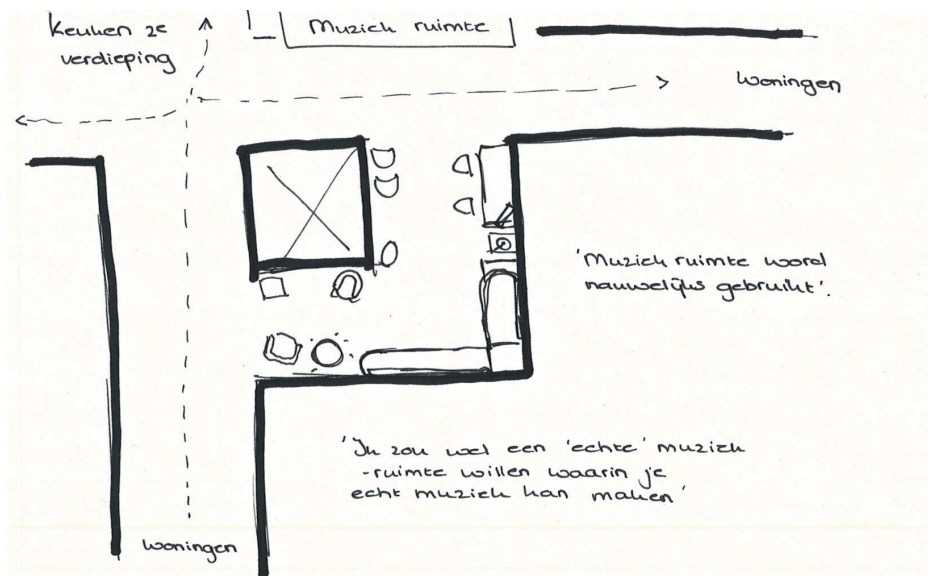 Keuken 2e
verdieping
Muziek ruimte
Woningen
'Muziek ruimte word
nauwelijks gebruikt'.
'Ik zou wel een 'echte' muziek
-ruimte willen waarin je
echt muziek kan maken'
Woningen